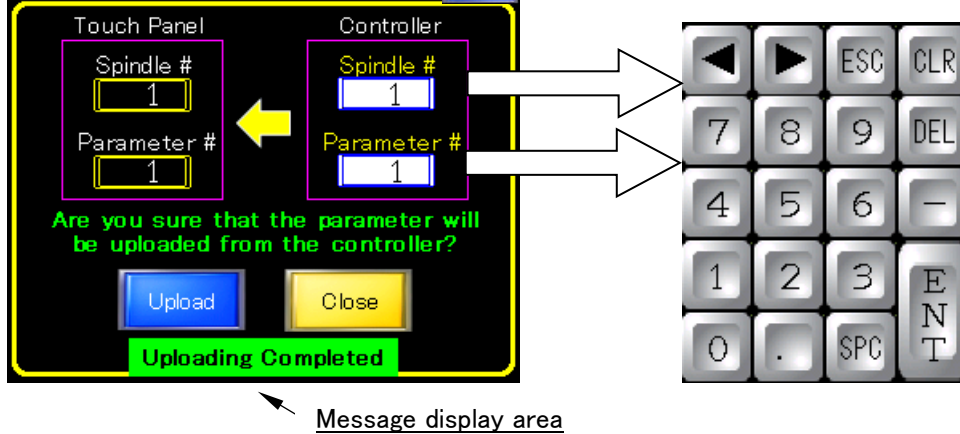 Touch Panel
Controller
Spindle #
1
Parameter #
1
Spindle #
1
Parameter #
1
Are you sure that the parameter will
be uploaded from the controller?
Upload
Close
Uploading Completed
Message display area
ESC CLR
7 8 9 DEL
4 5 6 -
1 2 3 ENT
0 . SPC